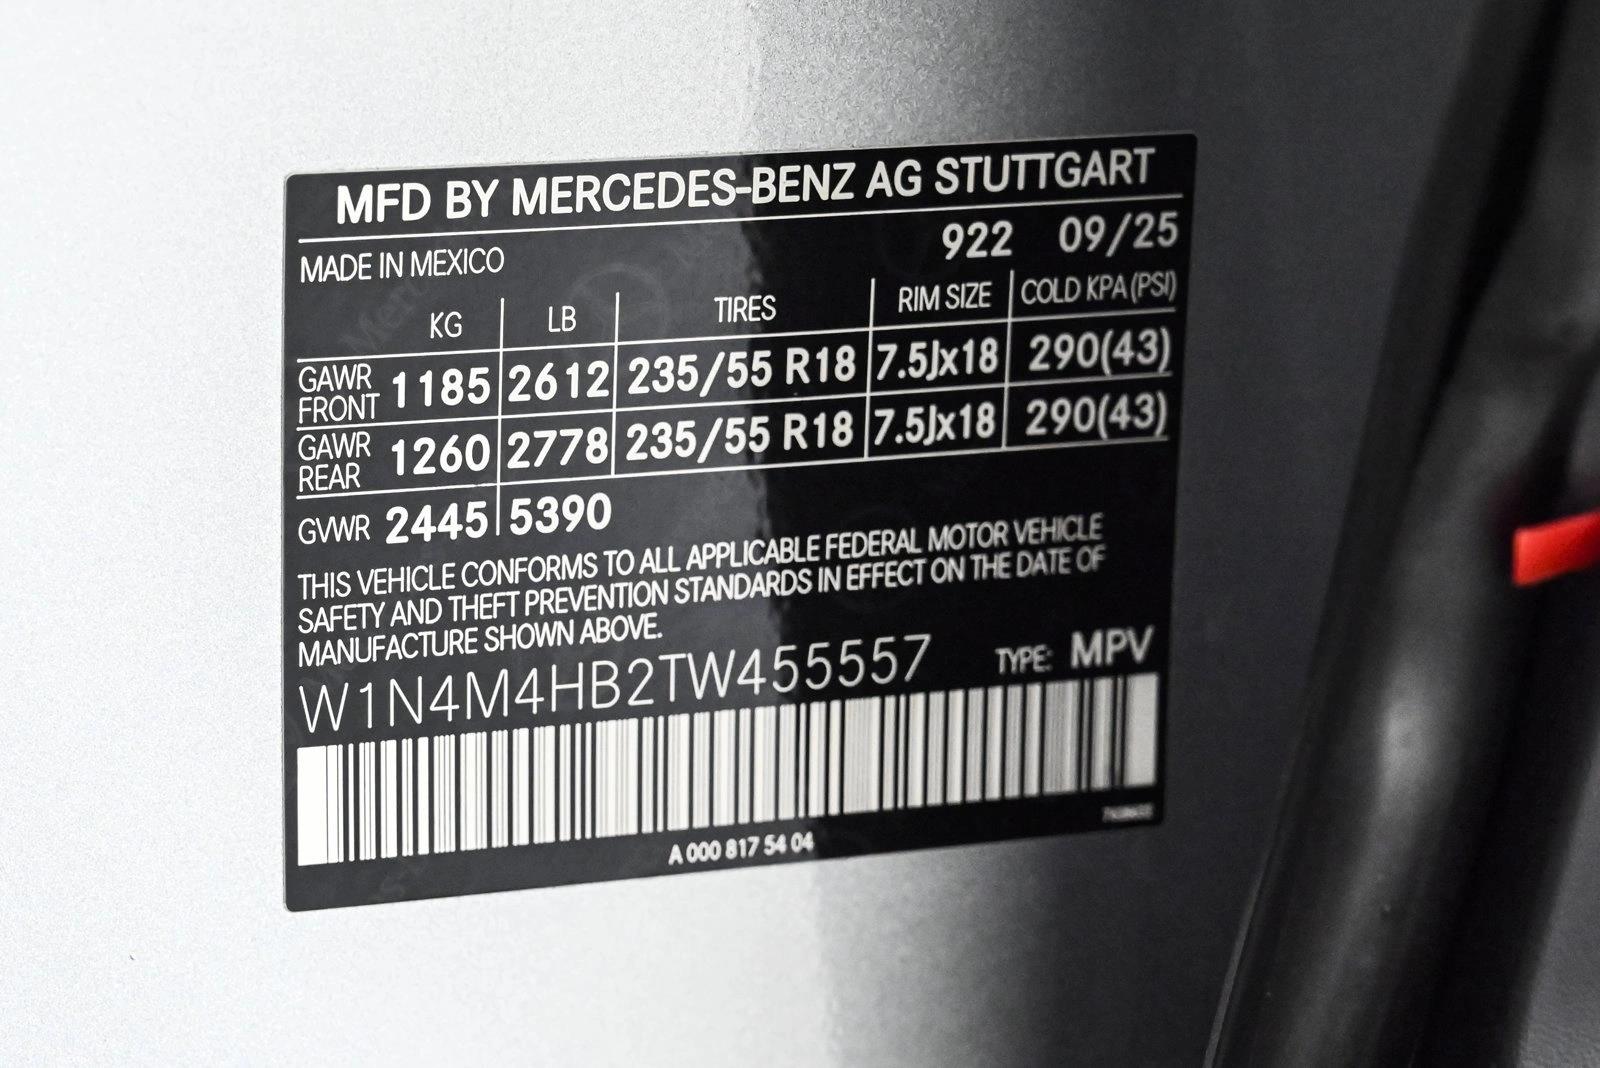 MFD BY MERCEDES-BENZ AG STUTTGART
MADE IN MEXICO 922 09/25
KG LB TIRES RIM SIZE COLD KPA (PSI)
GAWR FRONT 1185 2612 235/55 R18 7.5Jx18 290(43)
GAWR REAR 1260 2778 235/55 R18 7.5Jx18 290(43)
GVWR 2445 5390
THIS VEHICLE CONFORMS TO ALL APPLICABLE FEDERAL MOTOR VEHICLE
SAFETY AND THEFT PREVENTION STANDARDS IN EFFECT ON THE DATE OF
MANUFACTURE SHOWN ABOVE.
W1N4M4HB2TW455557 TYPE: MPV
A 000 817 54 04